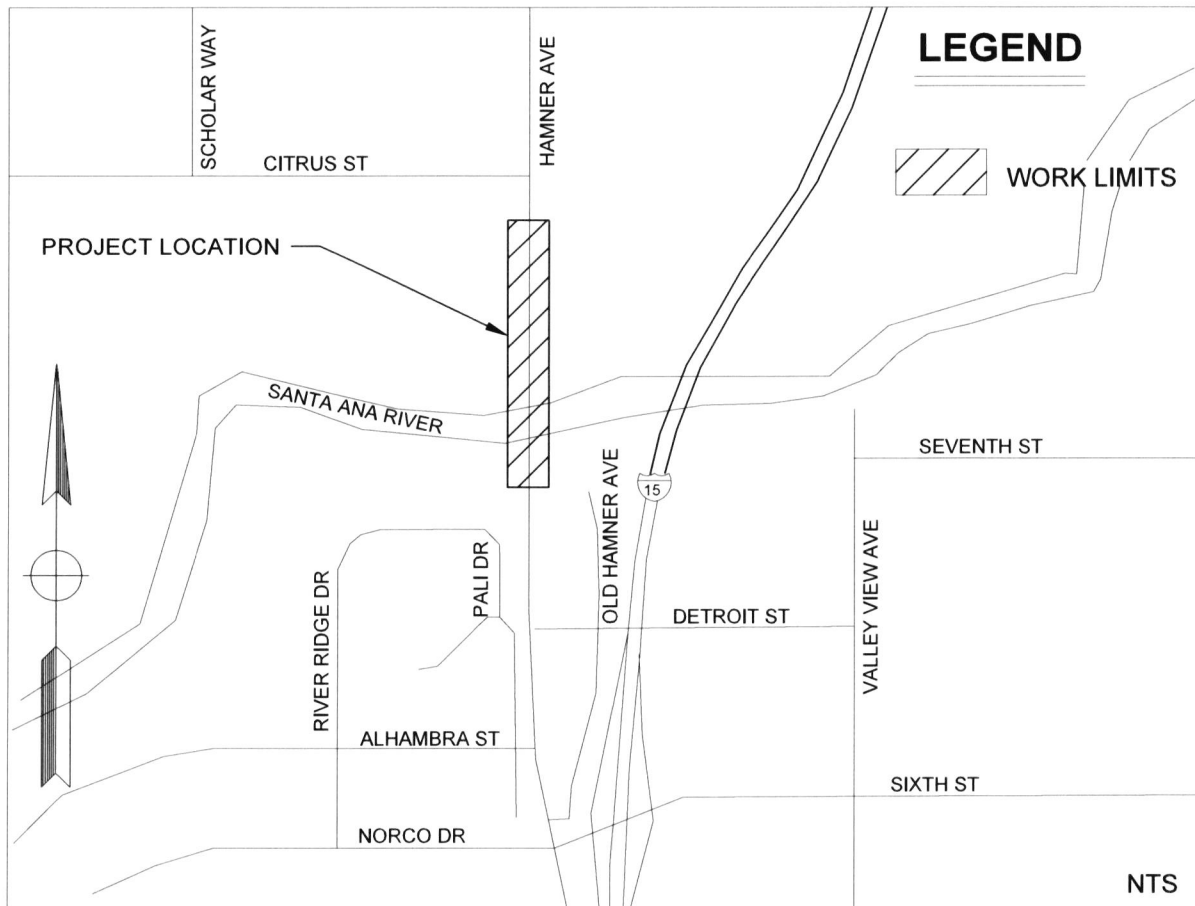 LEGEND
SCHOLAR WAY
HAMNER AVE
CITRUS ST
WORK LIMITS
PROJECT LOCATION
SANTA ANA RIVER
SEVENTH ST
15
OLD HAMNER AVE
VALLEY VIEW AVE
RIVER RIDGE DR
PALI DR
DETROIT ST
ALHAMBRA ST
SIXTH ST
NORCO DR
NTS